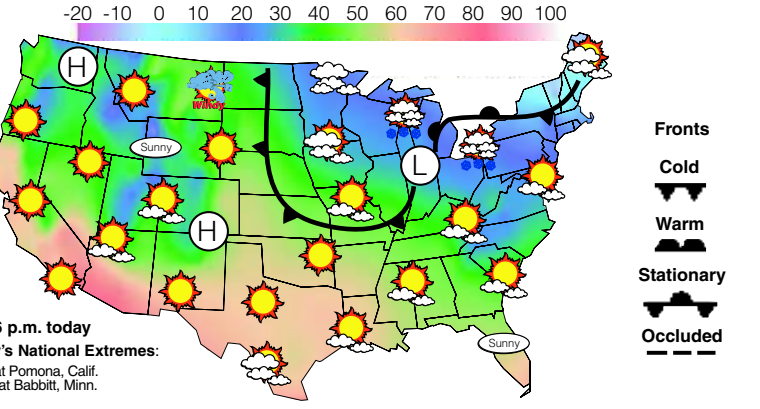 -20 -10 0 10 20 30 40 50 60 70 80 90 100
H
Windy
Sunny
L
H
Sunny
Fronts
Cold
Warm
Stationary
Occluded
p.m. today
's National Extremes:
at Pomona, Calif.
at Babbitt, Minn.